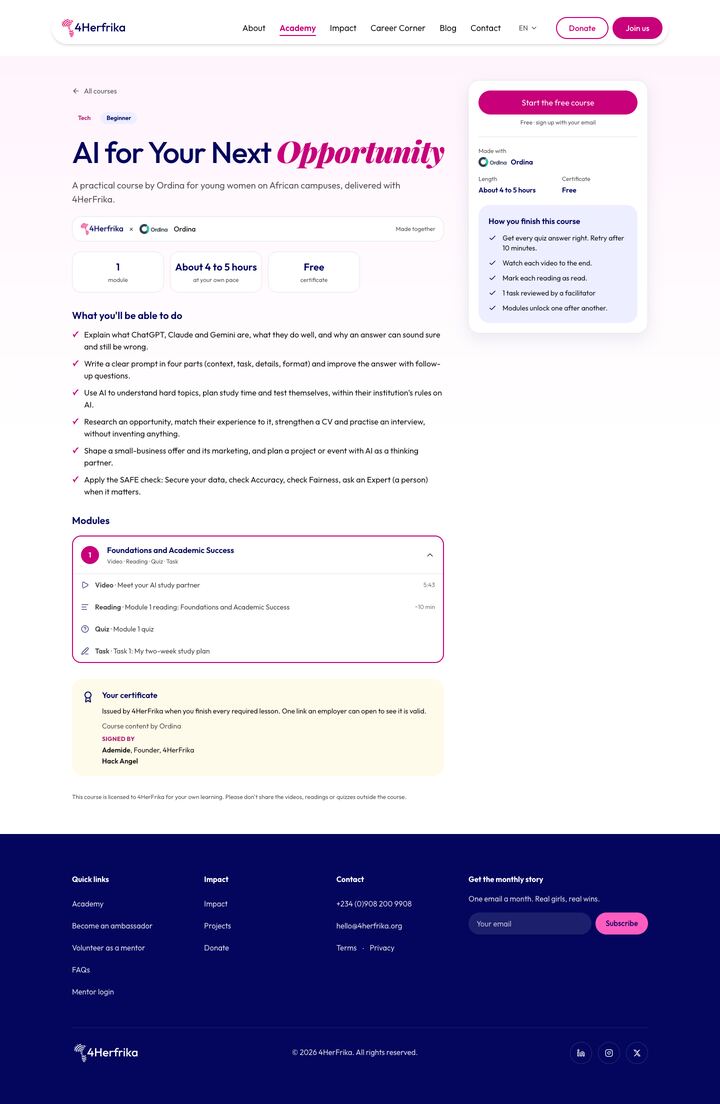 4Herfrika
About
Academy
Impact
Career Corner
Blog
Contact
EN
Donate
Join us
All courses
Tech
Beginner
AI for Your Next Opportunity
A practical course by Ordina for young women on African campuses, delivered with
4HerFrika.
4Herfrika × Ordina Ordina
Made together
1
module
About 4 to 5 hours
at your own pace
Free
certificate
What you'll be able to do
Explain what ChatGPT, Claude and Gemini are, what they do well, and why an answer can sound sure
and still be wrong.
Write a clear prompt in four parts (context, task, details, format) and improve the answer with follow-
up questions.
Use AI to understand hard topics, plan study time and test themselves, within their institution's rules on
AI.
Research an opportunity, match their experience to it, strengthen a CV and practise an interview,
without inventing anything.
Shape a small-business offer and its marketing, and plan a project or event with AI as a thinking
partner.
Apply the SAFE check: Secure your data, check Accuracy, check Fairness, ask an Expert (a person)
when it matters.
Modules
1
Foundations and Academic Success
Video · Reading · Quiz · Task
Video · Meet your AI study partner
5:43
Reading · Module 1 reading: Foundations and Academic Success
~10 min
Quiz · Module 1 quiz
Task · Task 1: My two-week study plan
Your certificate
Issued by 4HerFrika when you finish every required lesson. One link an employer can open to see it is valid.
Course content by Ordina
SIGNED BY
Ademide, Founder, 4HerFrika
Hack Angel
This course is licensed to 4HerFrika for your own learning. Please don't share the videos, readings or quizzes outside the course.
Start the free course
Free · sign up with your email
Made with
Ordina Ordina
Length
About 4 to 5 hours
Certificate
Free
How you finish this course
Get every quiz answer right. Retry after
10 minutes.
Watch each video to the end.
Mark each reading as read.
1 task reviewed by a facilitator
Modules unlock one after another.
Quick links
Academy
Become an ambassador
Volunteer as a mentor
FAQs
Mentor login
Impact
Impact
Projects
Donate
Contact
+234 (0)908 200 9908
hello@4herfrika.org
Terms · Privacy
Get the monthly story
One email a month. Real girls, real wins.
Your email
Subscribe
4Herfrika
© 2026 4HerFrika. All rights reserved.